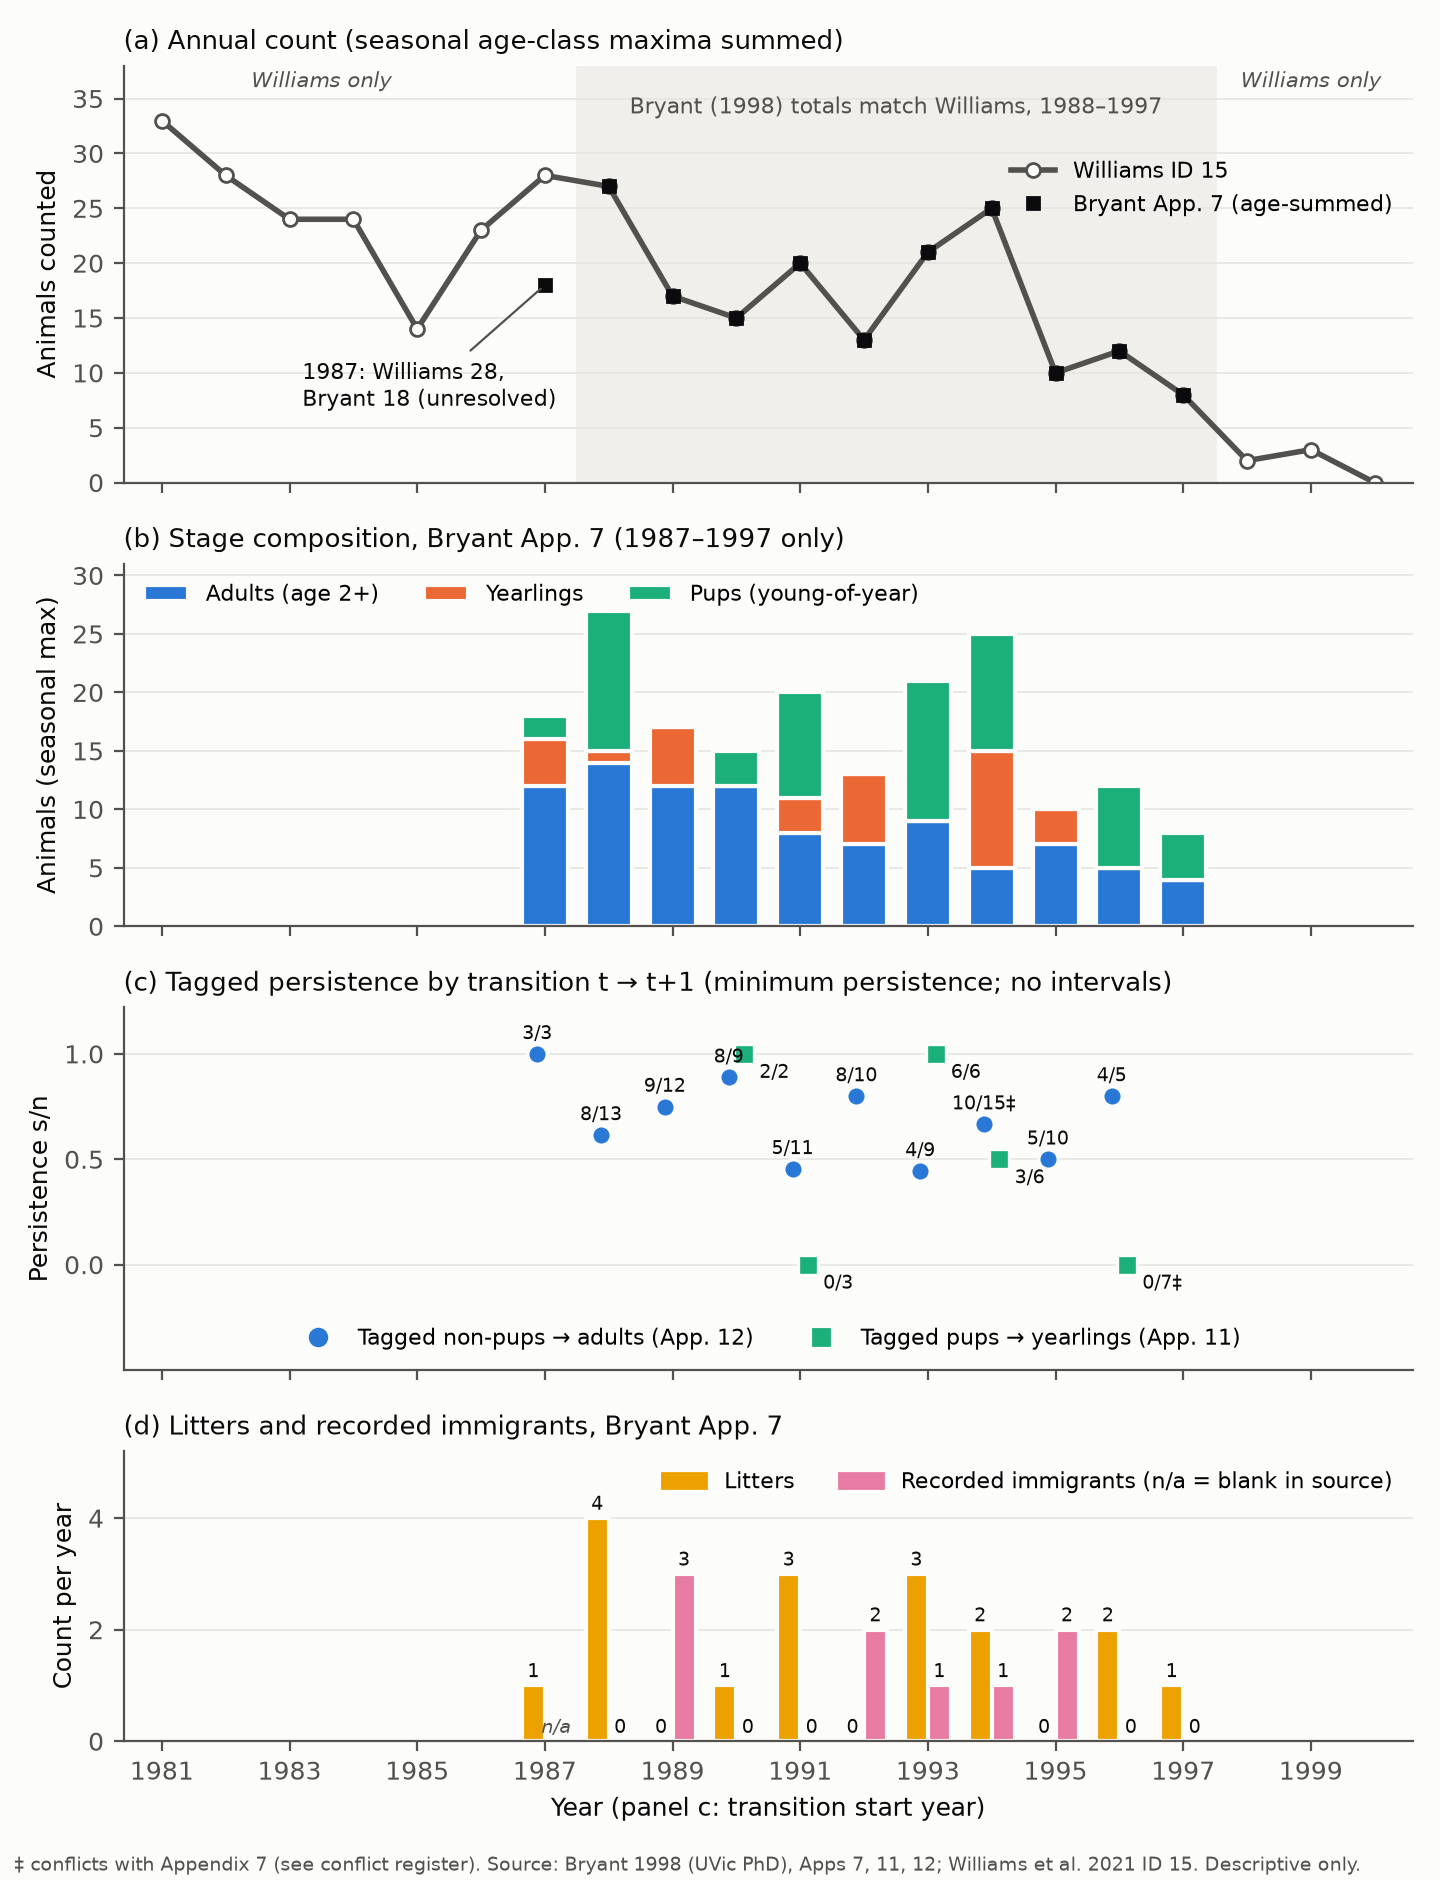 (a) Annual count (seasonal age-class maxima summed)
Williams only
Williams only
Bryant (1998) totals match Williams, 1988–1997
Williams ID 15
Bryant App. 7 (age-summed)
1987: Williams 28,
Bryant 18 (unresolved)
Animals counted
35
30
25
20
15
10
5
0
(b) Stage composition, Bryant App. 7 (1987–1997 only)
Adults (age 2+)
Yearlings
Pups (young-of-year)
Animals (seasonal max)
30
25
20
15
10
5
0
(c) Tagged persistence by transition t → t+1 (minimum persistence; no intervals)
Persistence s/n
1.0
0.5
0.0
3/3
8/13
9/12
8/9
2/2
5/11
0/3
8/10
4/9
6/6
10/15‡
3/6
5/10
4/5
0/7‡
Tagged non-pups → adults (App. 12)
Tagged pups → yearlings (App. 11)
(d) Litters and recorded immigrants, Bryant App. 7
Litters
Recorded immigrants (n/a = blank in source)
Count per year
4
2
0
1
n/a
4
0
0
3
1
0
3
0
0
2
3
1
2
1
0
2
2
0
1
0
1981
1983
1985
1987
1989
1991
1993
1995
1997
1999
Year (panel c: transition start year)
‡ conflicts with Appendix 7 (see conflict register). Source: Bryant 1998 (UVic PhD), Apps 7, 11, 12; Williams et al. 2021 ID 15. Descriptive only.